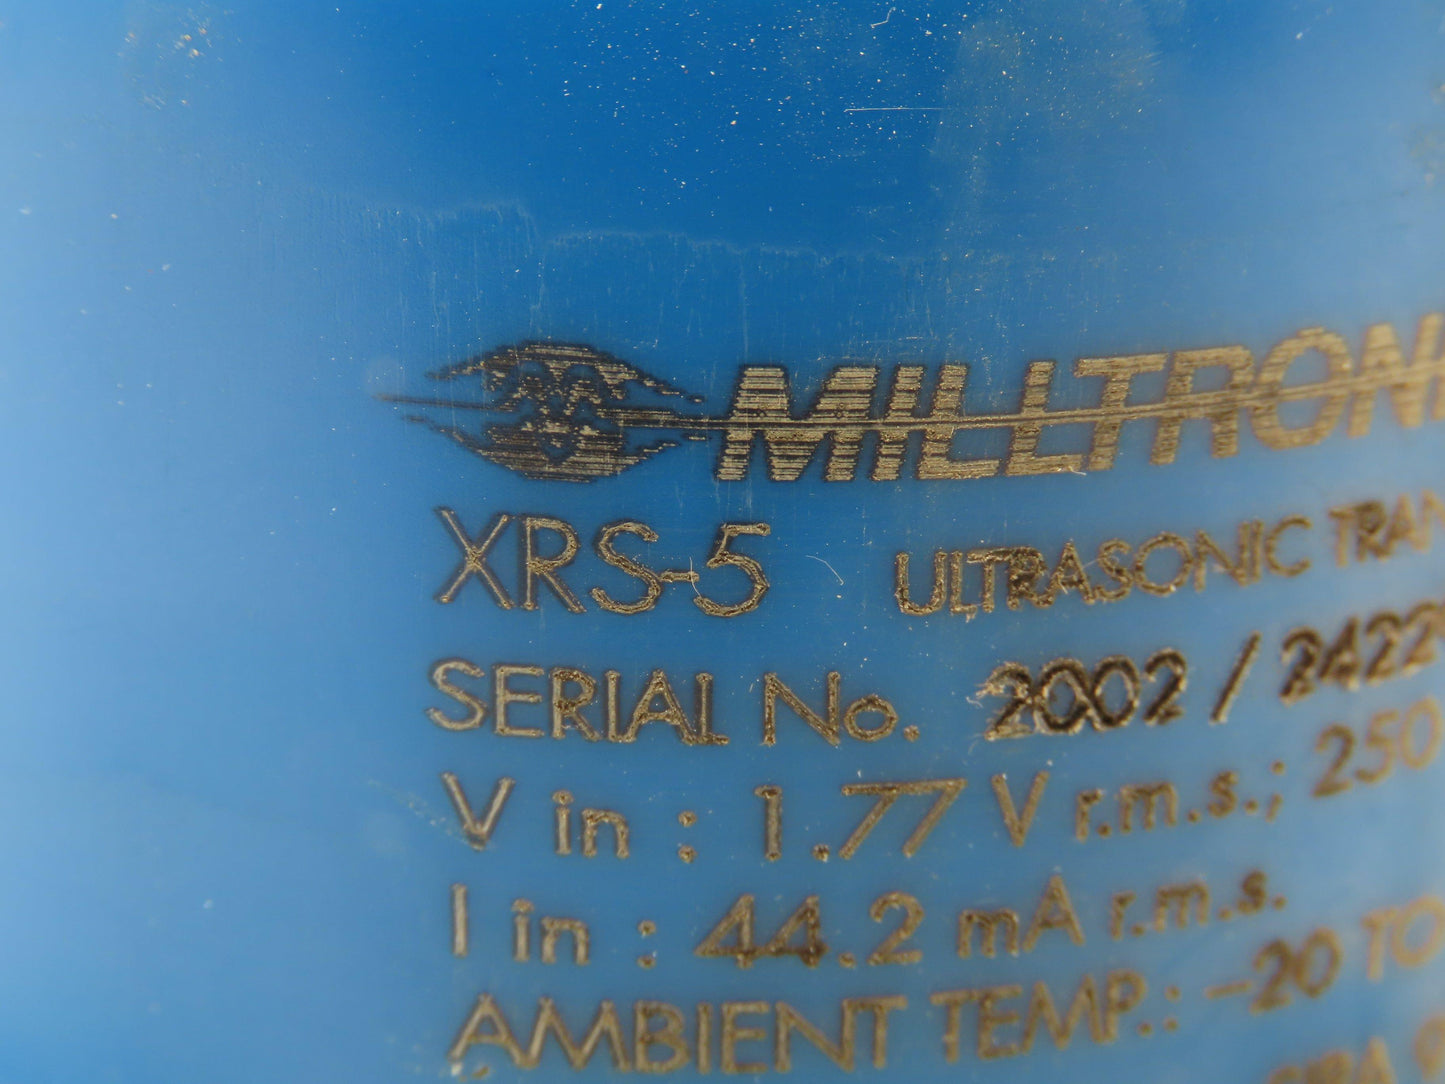 MILLTRON
XRS-5 ULTRASONIC TRAN
SERIAL No. 2002 / 2422
V in : 1.77 V r.m.s.; 250
I in : 44.2 mA r.m.s.
AMBIENT TEMP.: -20 TO